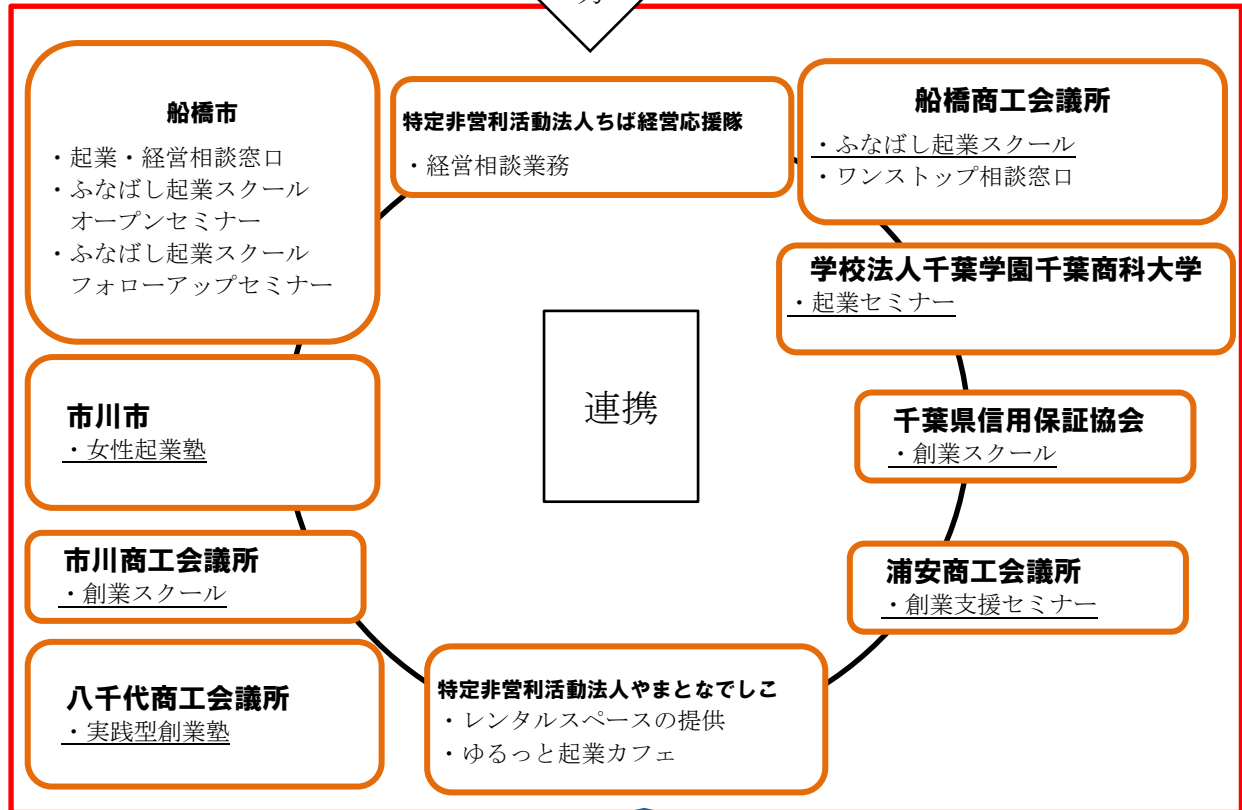 船橋市
・起業・経営相談窓口
・ふなばし起業スクール
オープンセミナー
・ふなばし起業スクール
フォローアップセミナー
特定非営利活動法人ちば経営応援隊
・経営相談業務
船橋商工会議所
・ふなばし起業スクール
・ワンストップ相談窓口
学校法人千葉学園千葉商科大学
・起業セミナー
連携
市川市
・女性起業塾
千葉県信用保証協会
・創業スクール
市川商工会議所
・創業スクール
浦安商工会議所
・創業支援セミナー
八千代商工会議所
・実践型創業塾
特定非営利活動法人やまとなでしこ
・レンタルスペースの提供
・ゆるっと起業カフェ